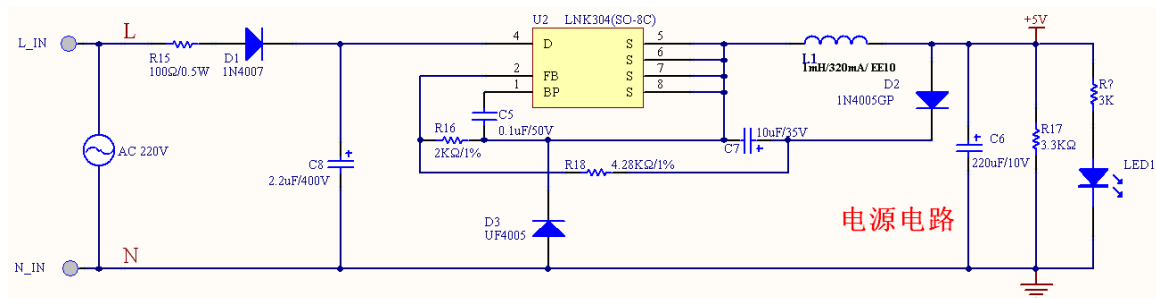 U2 LNK304(SO-8C)
+5V
L_IN
L
R15
100Ω/0.5W
D1
1N4007
4
D
S
5
S
6
2
FB
S
7
1
BP
S
8
L1
1mH/320mA/ EE10
D2
1N4005GP
R?
3K
C5
0.1uF/50V
AC 220V
R16
2KΩ/1%
C8
2.2uF/400V
C7
10uF/35V
R18
4.28KΩ/1%
C6
220uF/10V
R17
3.3KΩ
LED1
D3
UF4005
电源电路
N_IN
N